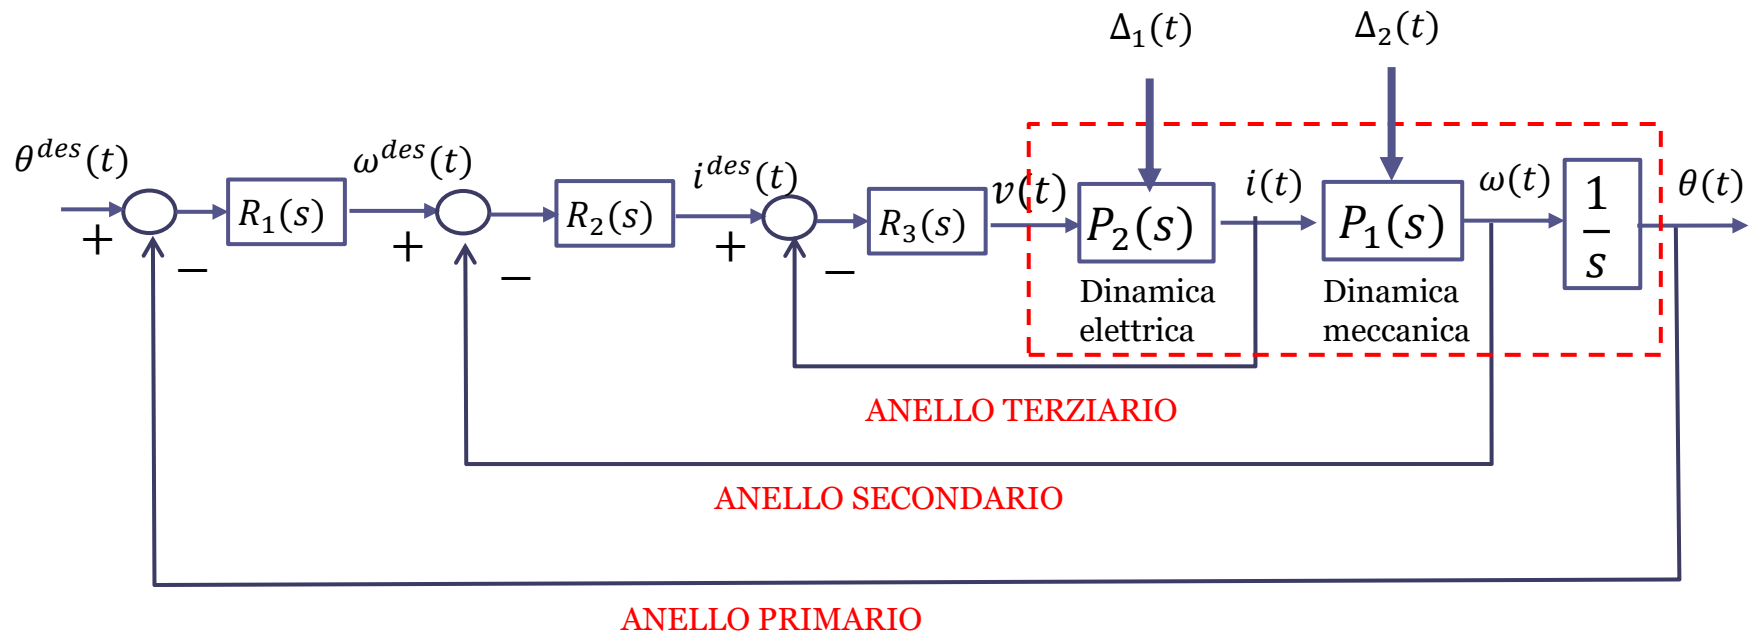 Δ₁(t)
Δ₂(t)
θᵈᵉˢ(t)
ωᵈᵉˢ(t)
iᵈᵉˢ(t)
v(t)
i(t)
ω(t)
θ(t)
+
−
R₁(s)
+
−
R₂(s)
+
−
R₃(s)
P₂(s)
P₁(s)
1
s
Dinamica
elettrica
Dinamica
meccanica
ANELLO TERZIARIO
ANELLO SECONDARIO
ANELLO PRIMARIO